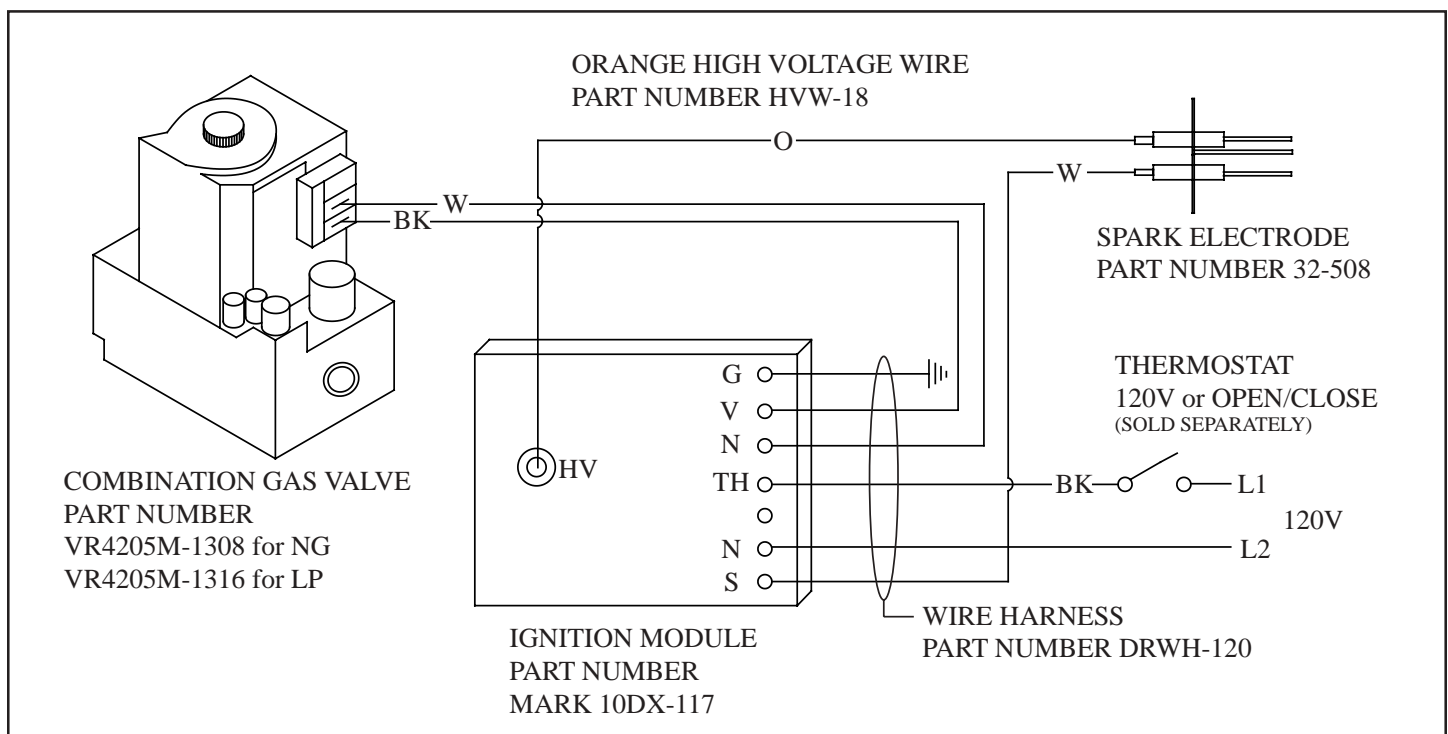 ORANGE HIGH VOLTAGE WIRE
PART NUMBER HVW-18
O
W
W
BK
SPARK ELECTRODE
PART NUMBER 32-508
THERMOSTAT
120V or OPEN/CLOSE
(SOLD SEPARATELY)
G
V
N
HV
TH
BK
L1
120V
N
L2
S
COMBINATION GAS VALVE
PART NUMBER
VR4205M-1308 for NG
VR4205M-1316 for LP
WIRE HARNESS
PART NUMBER DRWH-120
IGNITION MODULE
PART NUMBER
MARK 10DX-117